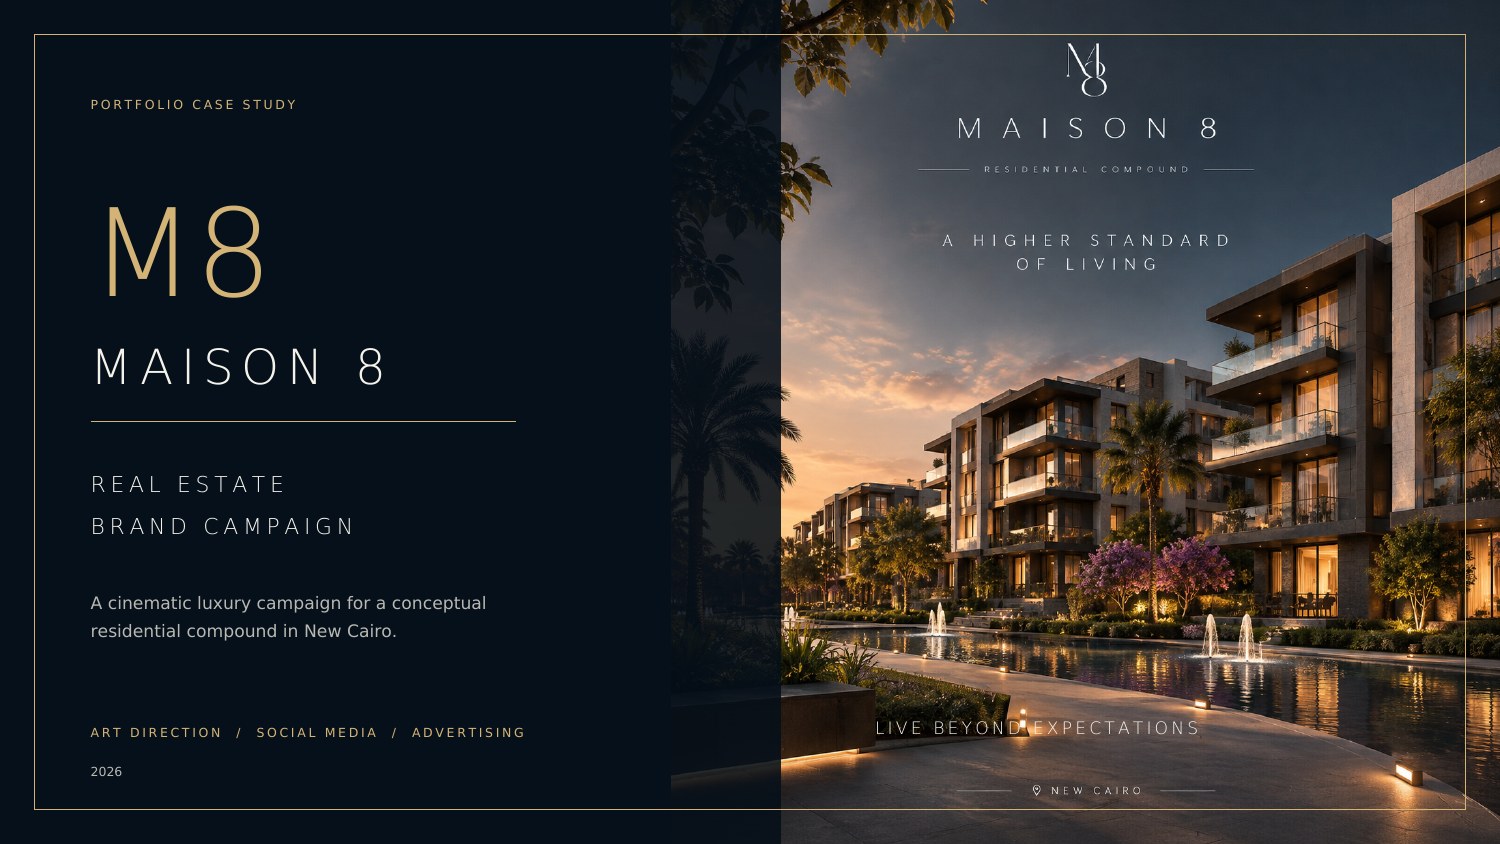 PORTFOLIO CASE STUDY
M8
MAISON 8
REAL ESTATE
BRAND CAMPAIGN
A cinematic luxury campaign for a conceptual
residential compound in New Cairo.
ART DIRECTION / SOCIAL MEDIA / ADVERTISING
2026
M8
MAISON 8
RESIDENTIAL COMPOUND
A HIGHER STANDARD
OF LIVING
LIVE BEYOND EXPECTATIONS
NEW CAIRO